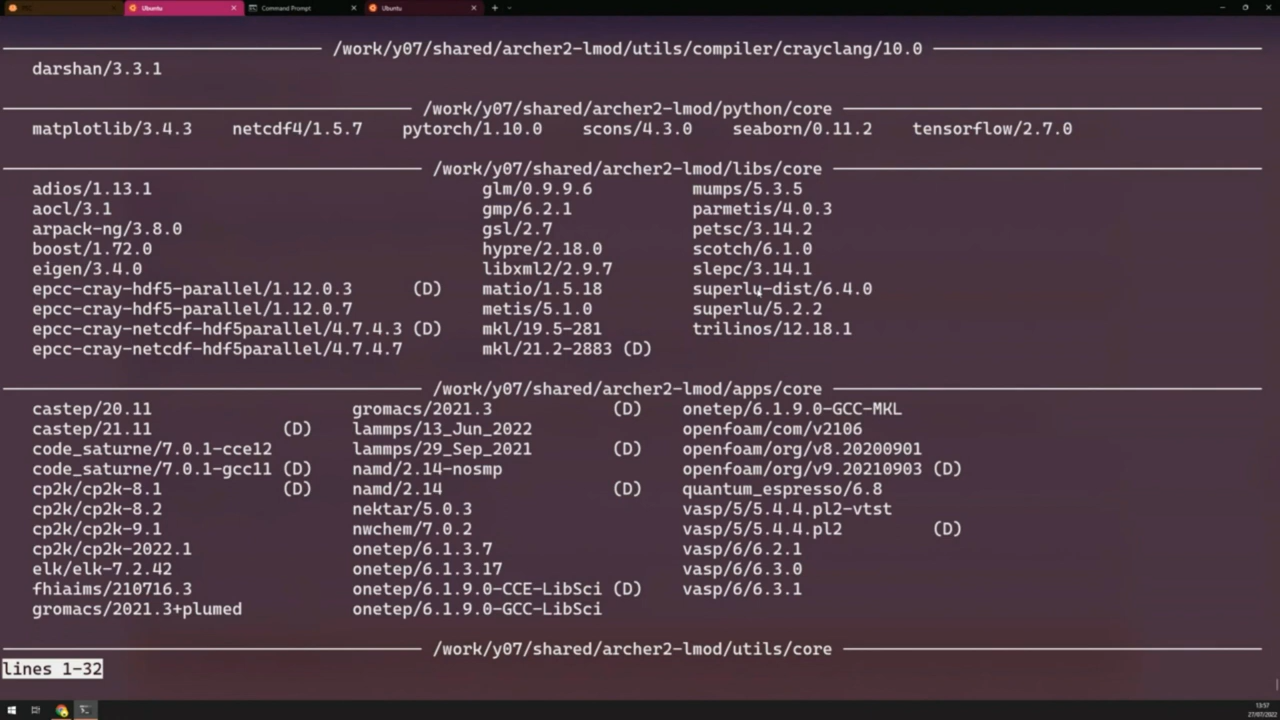 Ubuntu Command Prompt Ubuntu
/work/y07/shared/archer2-lmod/utils/compiler/crayclang/10.0
darshan/3.3.1
/work/y07/shared/archer2-lmod/python/core
matplotlib/3.4.3 netcdf4/1.5.7 pytorch/1.10.0 scons/4.3.0 seaborn/0.11.2 tensorflow/2.7.0
/work/y07/shared/archer2-lmod/libs/core
adios/1.13.1 glm/0.9.9.6 mumps/5.3.5
aocl/3.1 gmp/6.2.1 parmetis/4.0.3
arpack-ng/3.8.0 gsl/2.7 petsc/3.14.2
boost/1.72.0 hypre/2.18.0 scotch/6.1.0
eigen/3.4.0 libxml2/2.9.7 slepc/3.14.1
epcc-cray-hdf5-parallel/1.12.0.3 (D) matio/1.5.18 superlu-dist/6.4.0
epcc-cray-hdf5-parallel/1.12.0.7 metis/5.1.0 superlu/5.2.2
epcc-cray-netcdf-hdf5parallel/4.7.4.3 (D) mkl/19.5-281 trilinos/12.18.1
epcc-cray-netcdf-hdf5parallel/4.7.4.7 mkl/21.2-2883 (D)
/work/y07/shared/archer2-lmod/apps/core
castep/20.11 gromacs/2021.3 (D) onetep/6.1.9.0-GCC-MKL
castep/21.11 (D) lammps/13_Jun_2022 openfoam/com/v2106
code_saturne/7.0.1-cce12 lammps/29_Sep_2021 (D) openfoam/org/v8.20200901
code_saturne/7.0.1-gcc11 (D) namd/2.14-nosmp openfoam/org/v9.20210903 (D)
cp2k/cp2k-8.1 (D) namd/2.14 (D) quantum_espresso/6.8
cp2k/cp2k-8.2 nektar/5.0.3 vasp/5/5.4.4.pl2-vtst
cp2k/cp2k-9.1 nwchem/7.0.2 vasp/5/5.4.4.pl2 (D)
cp2k/cp2k-2022.1 onetep/6.1.3.7 vasp/6/6.2.1
elk/elk-7.2.42 onetep/6.1.3.17 vasp/6/6.3.0
fhiaims/210716.3 onetep/6.1.9.0-CCE-LibSci (D) vasp/6/6.3.1
gromacs/2021.3+plumed onetep/6.1.9.0-GCC-LibSci
/work/y07/shared/archer2-lmod/utils/core
lines 1-32
13:57
27/07/2022